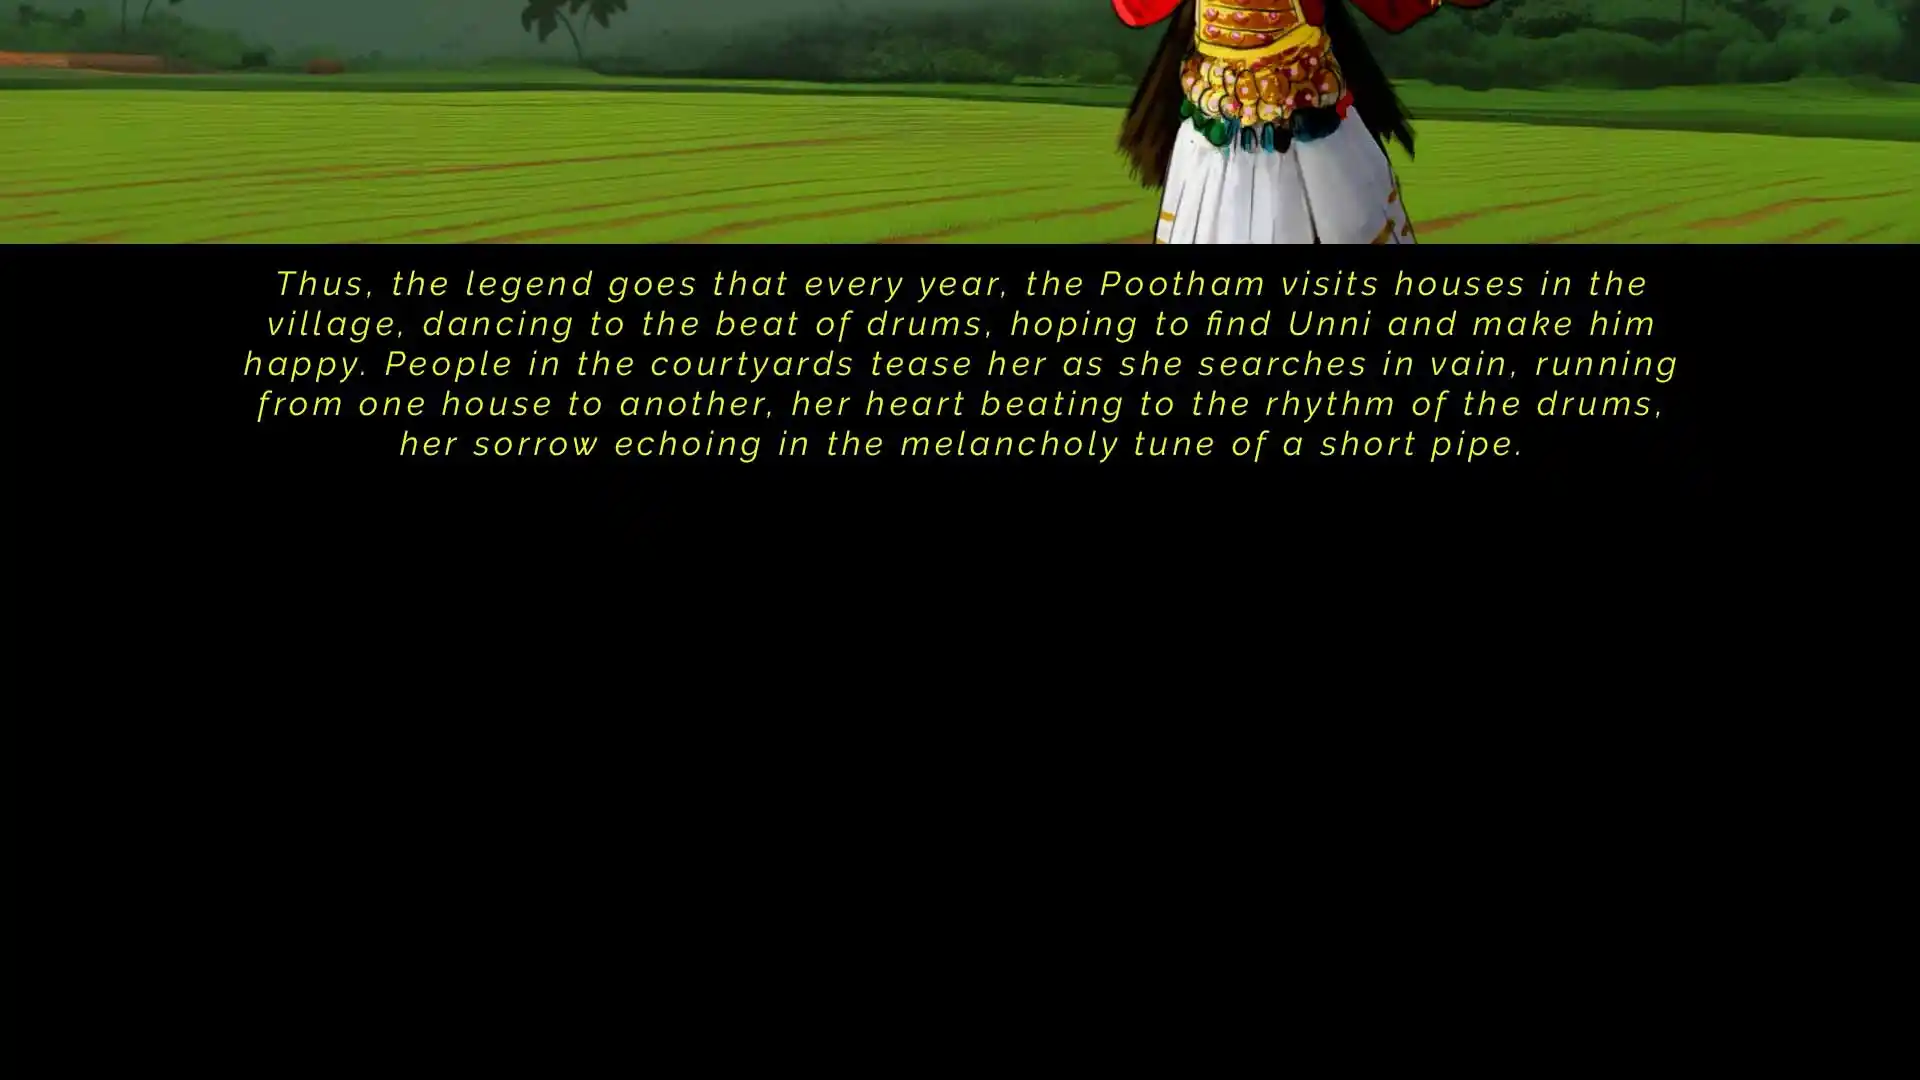 Thus, the legend goes that every year, the Pootham visits houses in the
village, dancing to the beat of drums, hoping to find Unni and make him
happy. People in the courtyards tease her as she searches in vain, running
from one house to another, her heart beating to the rhythm of the drums,
her sorrow echoing in the melancholy tune of a short pipe.